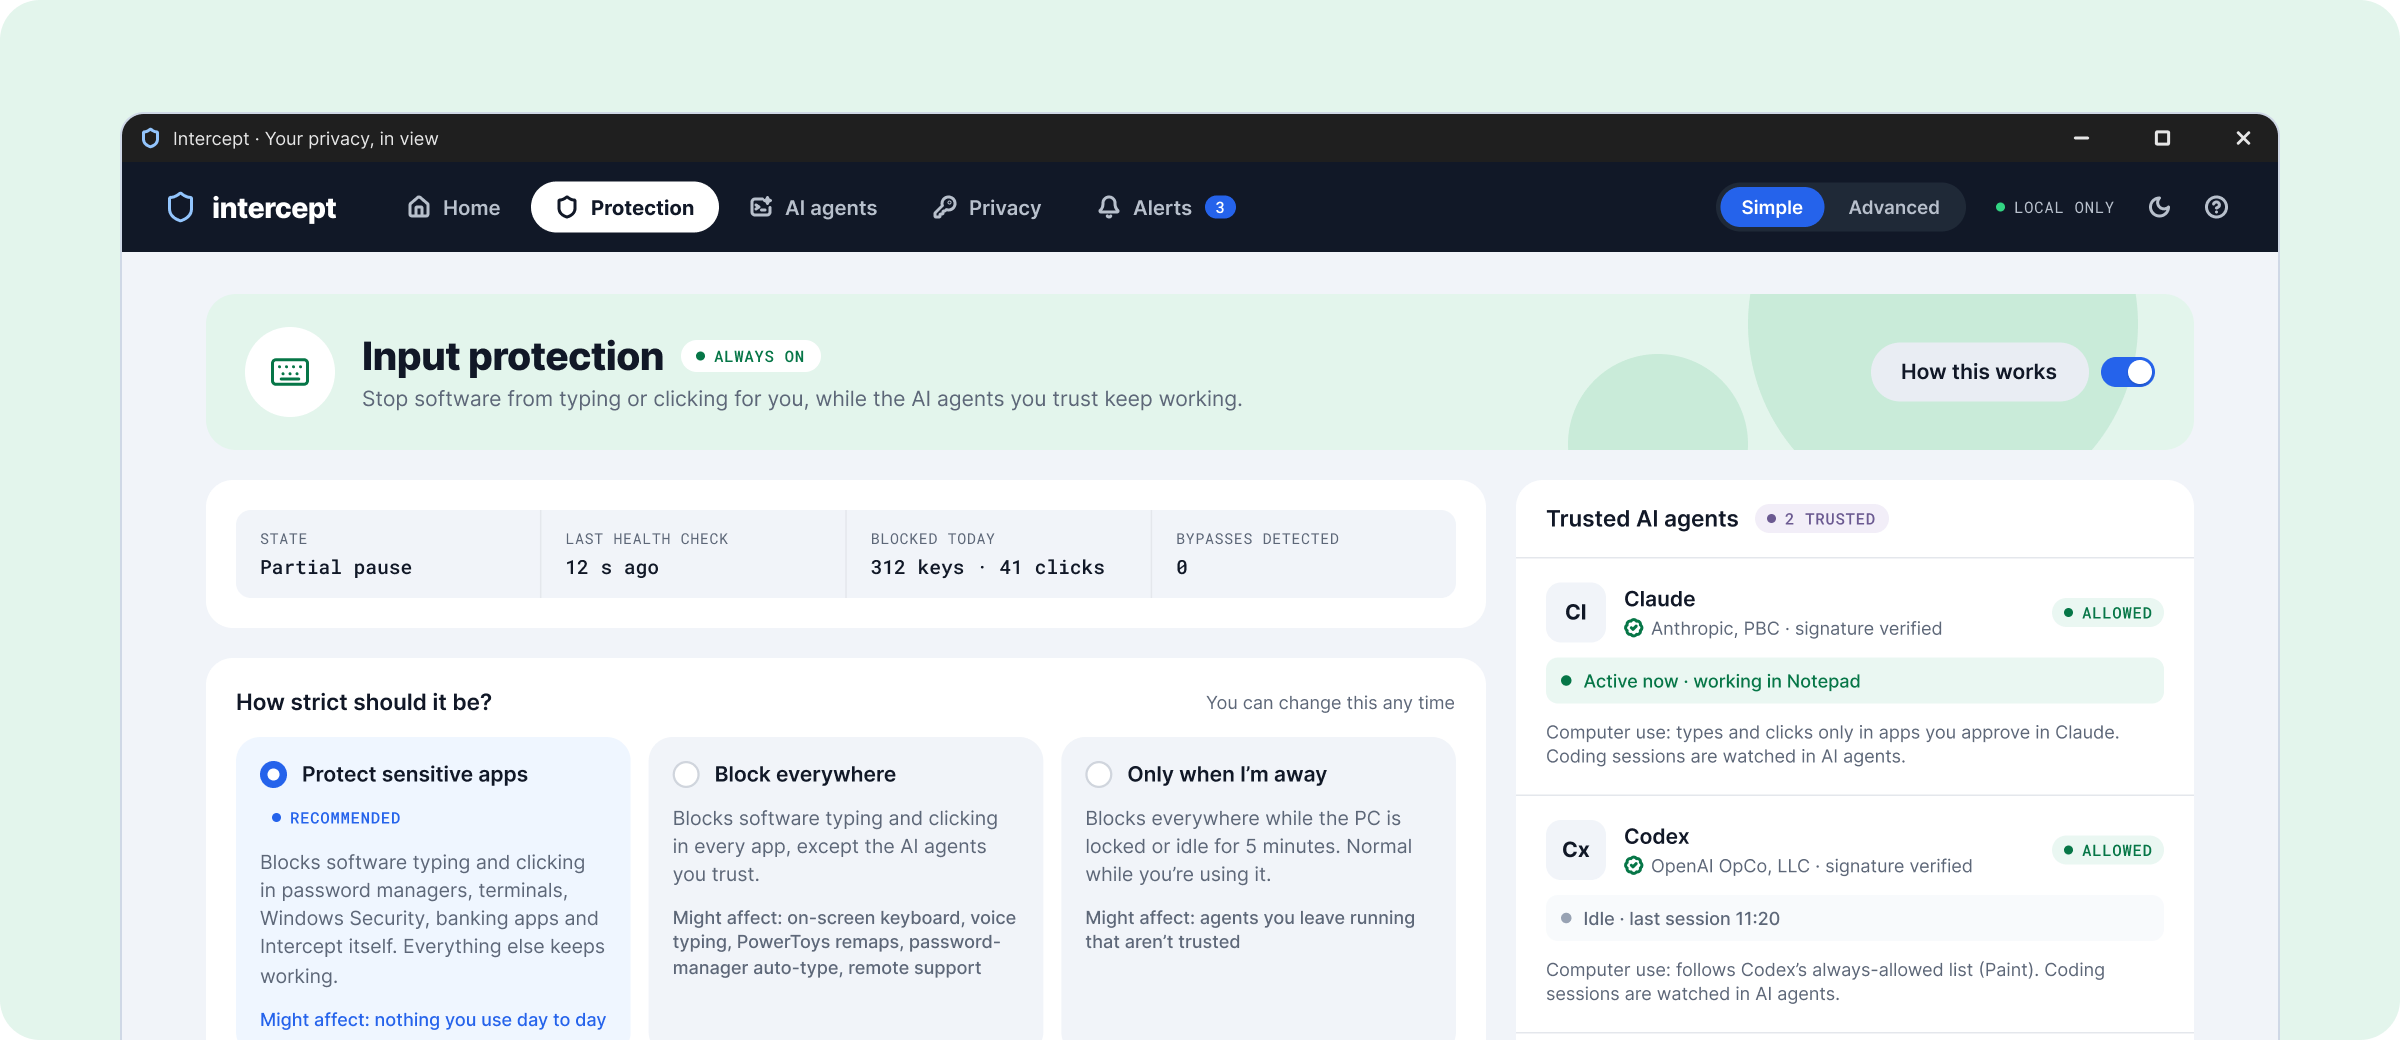 Intercept · Your privacy, in view
intercept
Home
Protection
AI agents
Privacy
Alerts 3
Simple
Advanced
LOCAL ONLY
Input protection
ALWAYS ON
Stop software from typing or clicking for you, while the AI agents you trust keep working.
How this works
STATE
Partial pause
LAST HEALTH CHECK
12 s ago
BLOCKED TODAY
312 keys · 41 clicks
BYPASSES DETECTED
0
How strict should it be?
You can change this any time
Protect sensitive apps
RECOMMENDED
Blocks software typing and clicking
in password managers, terminals,
Windows Security, banking apps and
Intercept itself. Everything else keeps
working.
Might affect: nothing you use day to day
Block everywhere
Blocks software typing and clicking
in every app, except the AI agents
you trust.
Might affect: on-screen keyboard, voice
typing, PowerToys remaps, password-
manager auto-type, remote support
Only when I’m away
Blocks everywhere while the PC is
locked or idle for 5 minutes. Normal
while you’re using it.
Might affect: agents you leave running
that aren’t trusted
Trusted AI agents
2 TRUSTED
Cl
Claude
Anthropic, PBC · signature verified
ALLOWED
Active now · working in Notepad
Computer use: types and clicks only in apps you approve in Claude.
Coding sessions are watched in AI agents.
Cx
Codex
OpenAI OpCo, LLC · signature verified
ALLOWED
Idle · last session 11:20
Computer use: follows Codex’s always-allowed list (Paint). Coding
sessions are watched in AI agents.